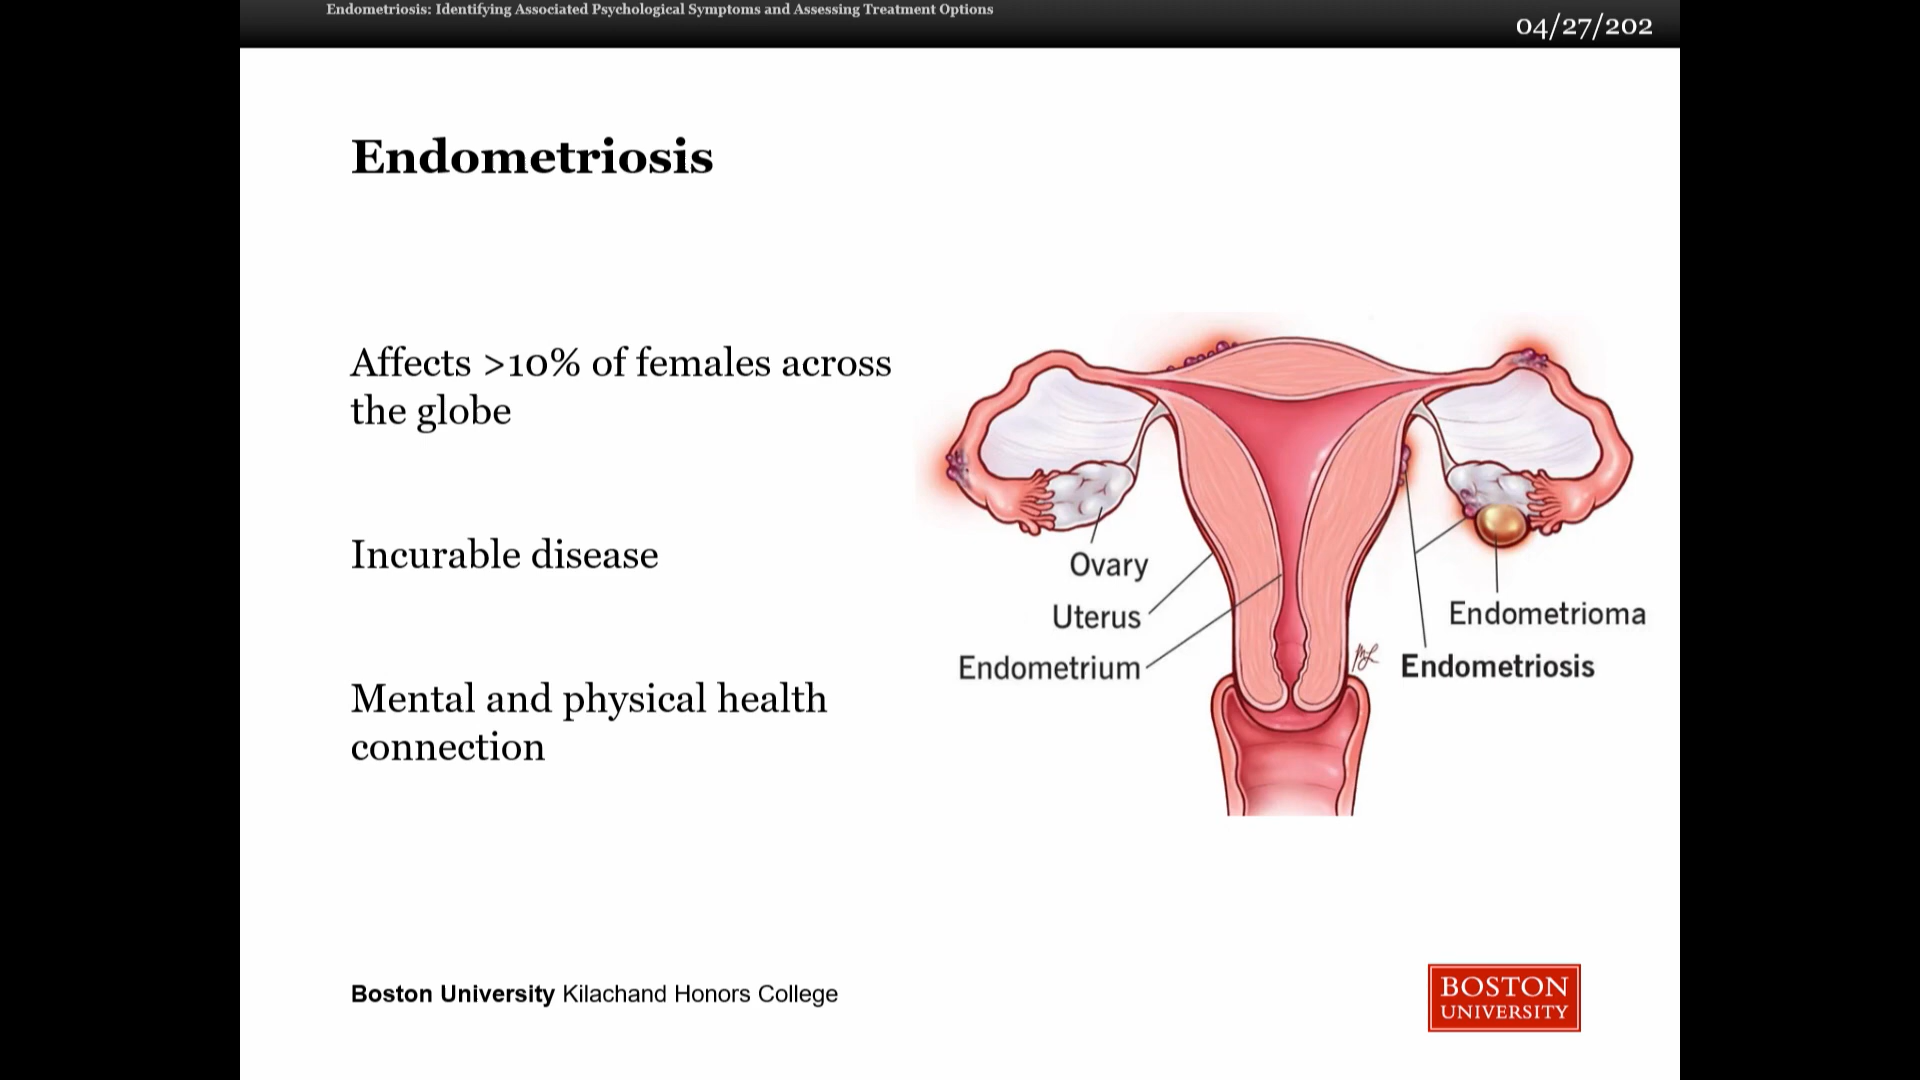 Endometriosis: Identifying Associated Psychological Symptoms and Assessing Treatment Options
04/27/202
Endometriosis
Affects >10% of females across
the globe
Incurable disease
Mental and physical health
connection
Ovary
Uterus
Endometrium
Endometrioma
Endometriosis
Boston University Kilachand Honors College
BOSTON
UNIVERSITY